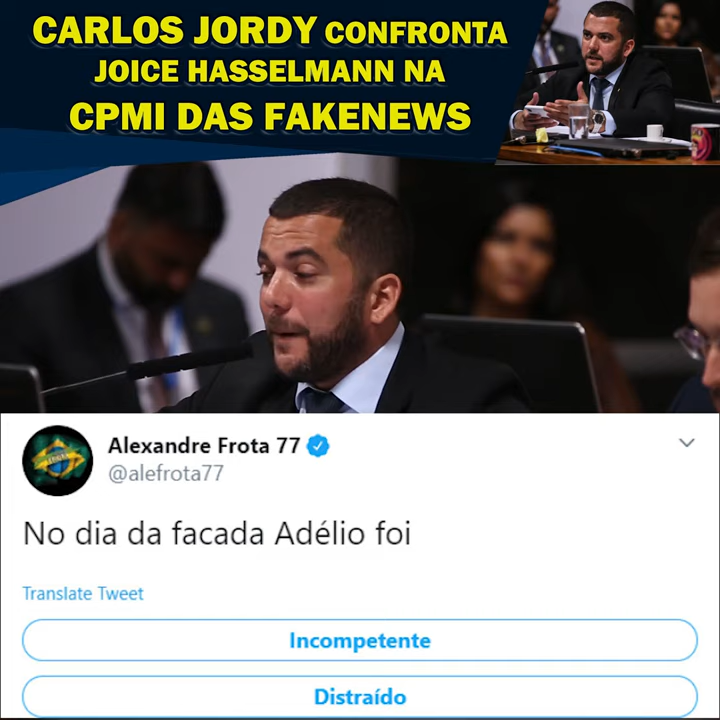 CARLOS JORDY CONFRONTA
JOICE HASSELMANN NA
CPMI DAS FAKENEWS
Alexandre Frota 77
@alefrota77
No dia da facada Adélio foi
Translate Tweet
Incompetente
Distraído